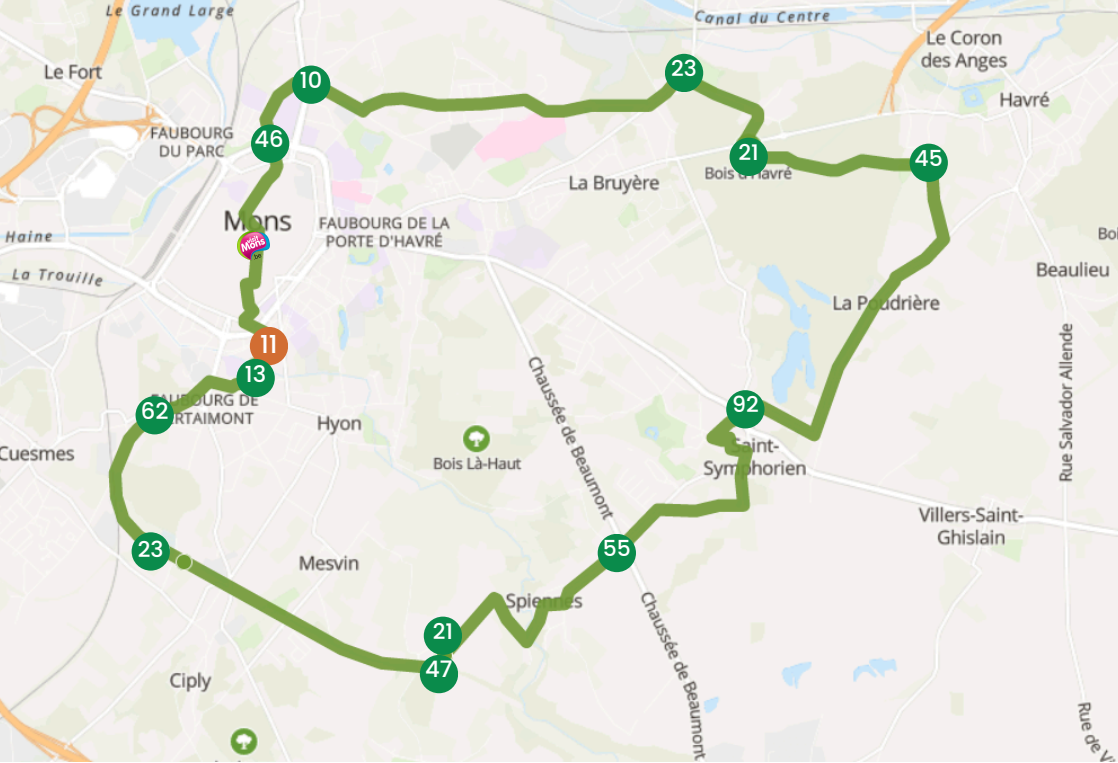 Le Grand Large
Canal du Centre
Le Coron
des Anges
Le Fort
10
23
Havré
46
FAUBOURG
DU PARC
21
45
Bois d'Havré
La Bruyère
Mons
FAUBOURG DE LA
PORTE D'HAVRÉ
Haine
Mons
La Trouille
Beaulieu
La Poudrière
11
13
62
FAUBOURG DE
BERTAIMONT
Hyon
Cuesmes
Chaussée de Beaumont
92
Saint-
Symphorien
Bois Là-Haut
Rue Salvador Allende
Villers-Saint-
Ghislain
23
55
Mesvin
Spiennes
21
47
Chaussée de Beaumont
Ciply